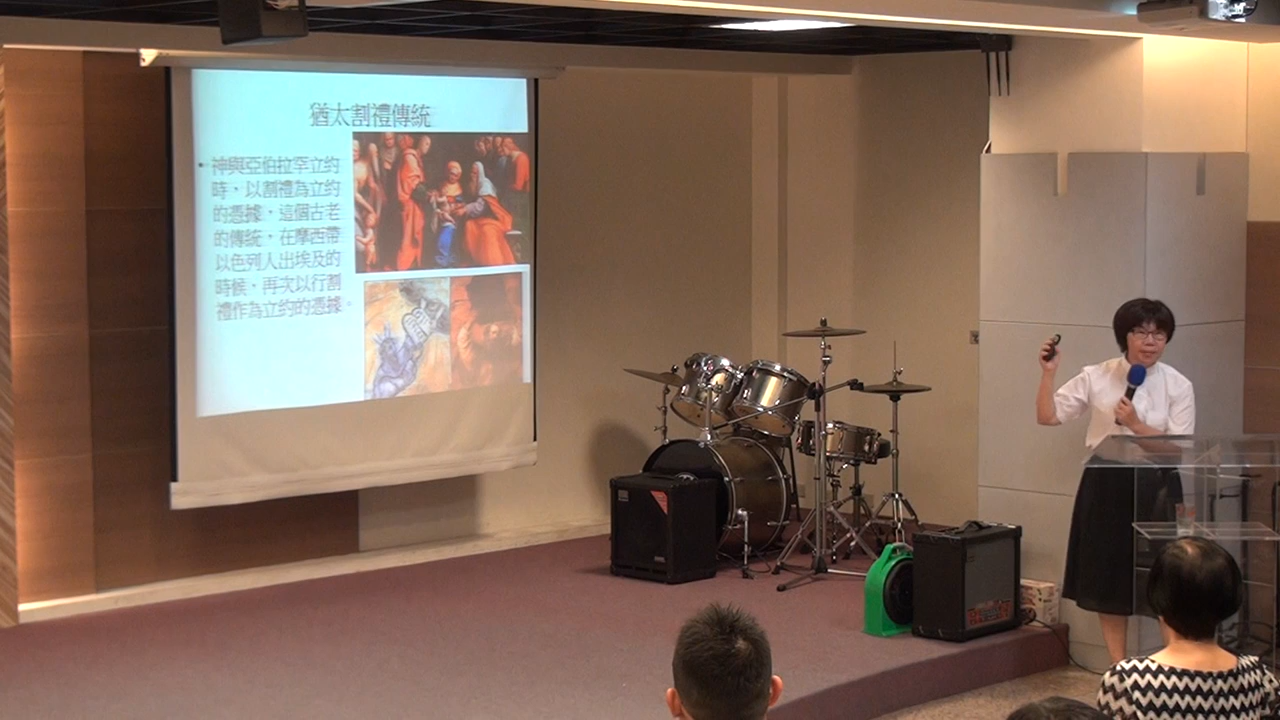 猶太割禮傳統
• 神與亞伯拉罕立約
時，以割禮為立約
的憑據，這個古老
的傳統，在摩西帶
以色列人出埃及的
時候，再次以行割
禮作為立約的憑據。